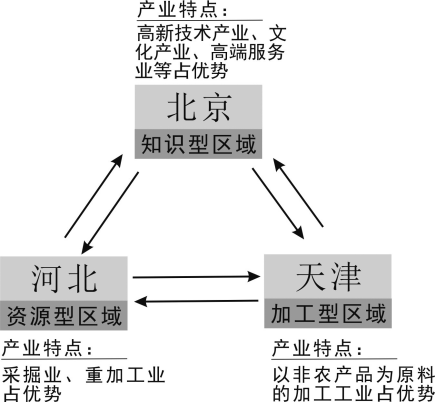 产业特点：
高新技术产业、文
化产业、高端服务
业等占优势
北京
知识型区域
河北
资源型区域
产业特点：
采掘业、重加工业
占优势
天津
加工型区域
产业特点：
以非农产品为原料
的加工工业占优势